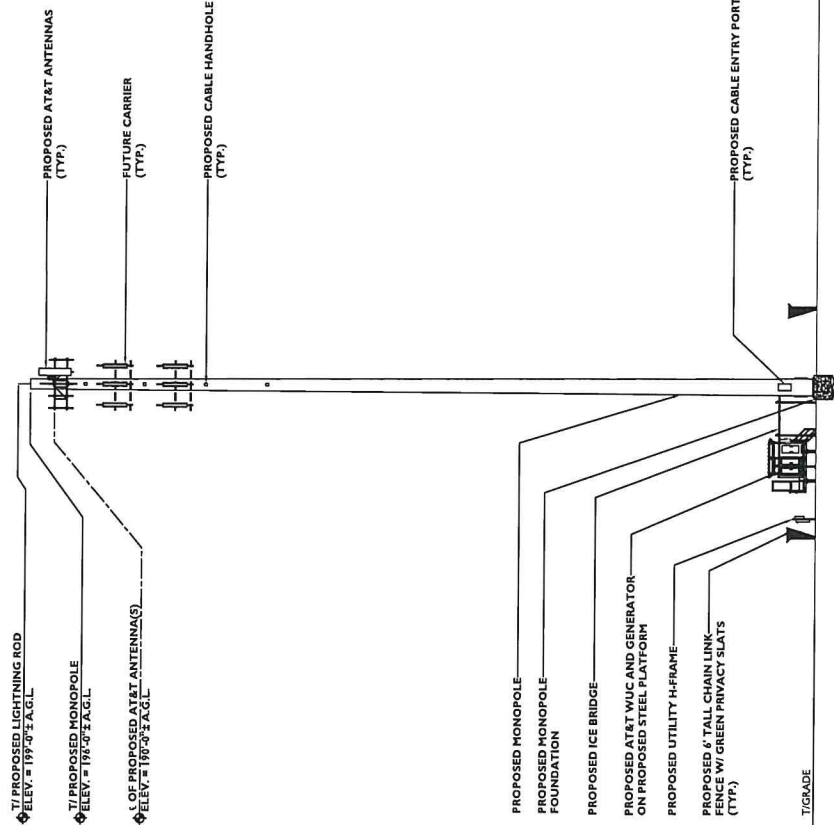 T/ PROPOSED LIGHTNING ROD
ELEV. = 199'-0"± A.G.L.
T/ PROPOSED MONOPOLE
ELEV. = 196'-0"± A.G.L.
℄ OF PROPOSED AT&T ANTENNA(S)
ELEV. = 190'-0"± A.G.L.
PROPOSED AT&T ANTENNAS
(TYP.)
FUTURE CARRIER
(TYP.)
PROPOSED CABLE HANDHOLE
PROPOSED CABLE ENTRY PORT
(TYP.)
PROPOSED MONOPOLE
PROPOSED MONOPOLE
FOUNDATION
PROPOSED ICE BRIDGE
PROPOSED AT&T WUC AND GENERATOR
ON PROPOSED STEEL PLATFORM
PROPOSED UTILITY H-FRAME
PROPOSED 6' TALL CHAIN LINK
FENCE W/ GREEN PRIVACY SLATS
(TYP.)
T/GRADE